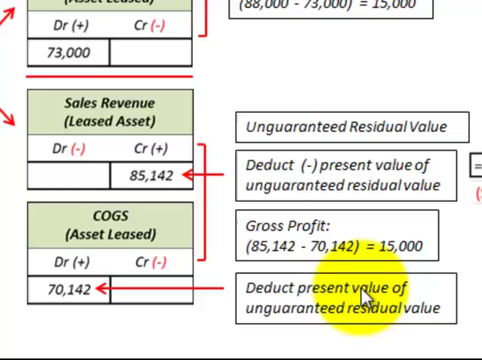 (Asset Leased)
(88,000 - 73,000) = 15,000
Dr (+) Cr (-)
73,000
Sales Revenue
(Leased Asset)
Dr (-) Cr (+)
85,142
Unguaranteed Residual Value
Deduct (-) present value of
unguaranteed residual value
=
COGS
(Asset Leased)
Dr (+) Cr (-)
70,142
Gross Profit:
(85,142 - 70,142) = 15,000
Deduct present value of
unguaranteed residual value